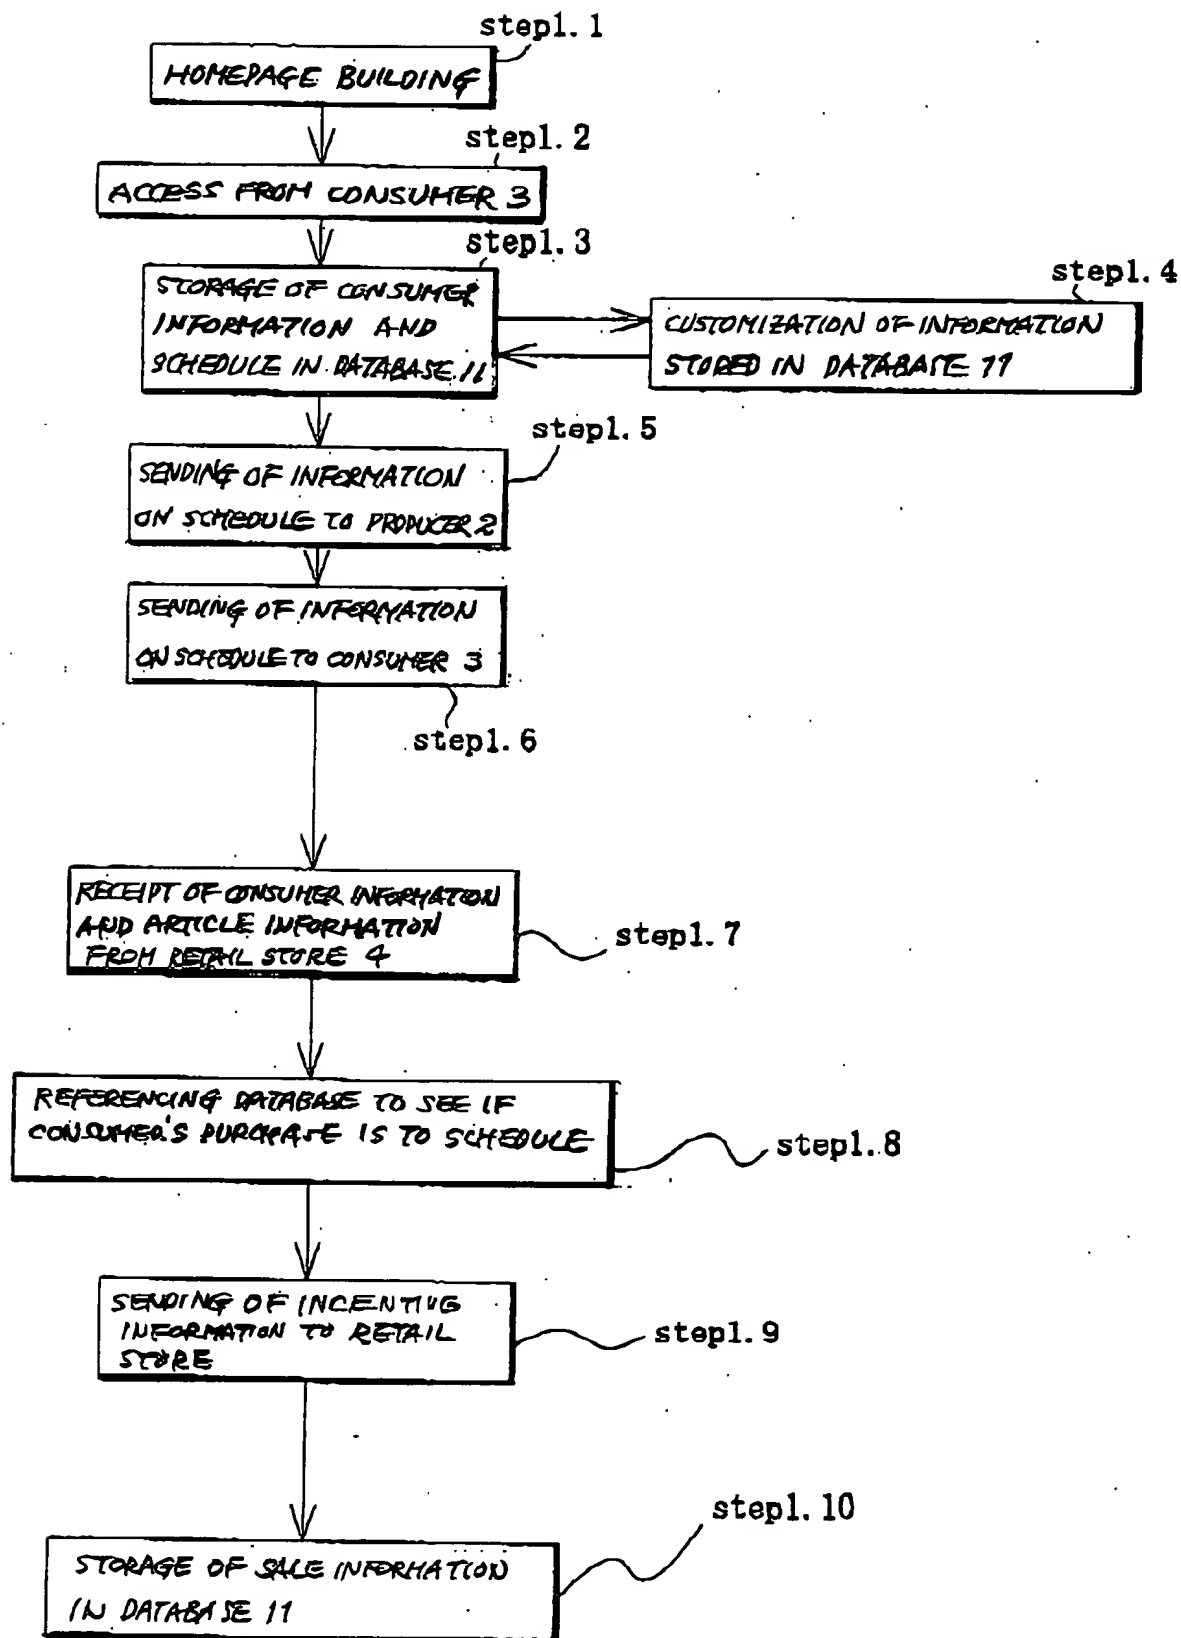 step1.1
HOMEPAGE BUILDING
step1.2
ACCESS FROM CONSUMER 3
step1.3
STORAGE OF CONSUMER
INFORMATION AND
SCHEDULE IN DATABASE 11
step1.4
CUSTOMIZATION OF INFORMATION
STORED IN DATABASE 11
step1.5
SENDING OF INFORMATION
ON SCHEDULE TO PRODUCER 2
SENDING OF INFORMATION
ON SCHEDULE TO CONSUMER 3
step1.6
RECEIPT OF CONSUMER INFORMATION
AND ARTICLE INFORMATION
FROM RETAIL STORE 4
step1.7
REFERENCING DATABASE TO SEE IF
CONSUMER'S PURCHASE IS TO SCHEDULE
step1.8
SENDING OF INCENTIVE
INFORMATION TO RETAIL
STORE
step1.9
step1.10
STORAGE OF SALE INFORMATION
IN DATABASE 11